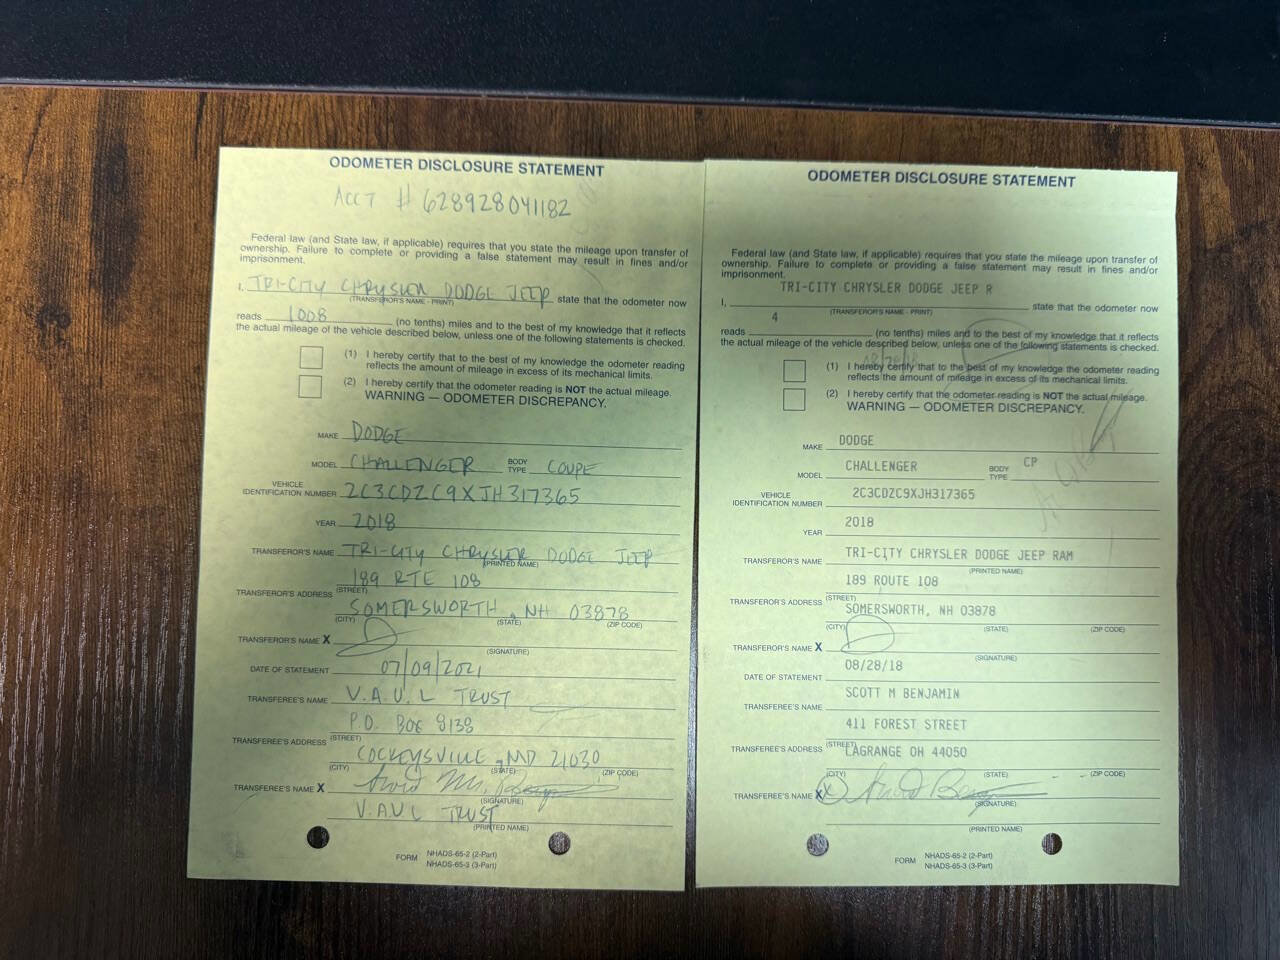 ODOMETER DISCLOSURE STATEMENT
ACCT # 628928041182
Federal law (and State law, if applicable) requires that you state the mileage upon transfer of
ownership. Failure to complete or providing a false statement may result in fines and/or
imprisonment.
I, TRI-CITY CHRYSLER DODGE JEEP state that the odometer now
(TRANSFEROR'S NAME - PRINT)
reads 1008 (no tenths) miles and to the best of my knowledge that it reflects
the actual mileage of the vehicle described below, unless one of the following statements is checked.
(1) I hereby certify that to the best of my knowledge the odometer reading
reflects the amount of mileage in excess of its mechanical limits.
(2) I hereby certify that the odometer reading is NOT the actual mileage.
WARNING — ODOMETER DISCREPANCY.
MAKE DODGE
MODEL CHALLENGER BODY TYPE COUPE
VEHICLE IDENTIFICATION NUMBER 2C3CDZC9XJH317365
YEAR 2018
TRANSFEROR'S NAME TRI-CITY CHRYSLER DODGE JEEP
(PRINTED NAME)
189 RTE 108
TRANSFEROR'S ADDRESS (STREET)
SOMERSWORTH, NH 03878
(CITY) (STATE) (ZIP CODE)
TRANSFEROR'S NAME X
(SIGNATURE)
DATE OF STATEMENT 07/09/2021
TRANSFEREE'S NAME V.A.U.L TRUST
P.O. BOX 8138
TRANSFEREE'S ADDRESS (STREET)
COCKEYSVILLE, MD 21030
(CITY) (STATE) (ZIP CODE)
TRANSFEREE'S NAME X
(SIGNATURE)
V.A.U.L TRUST
(PRINTED NAME)
FORM NHADS-65-2 (2-Part)
NHADS-65-3 (3-Part)
ODOMETER DISCLOSURE STATEMENT
Federal law (and State law, if applicable) requires that you state the mileage upon transfer of
ownership. Failure to complete or providing a false statement may result in fines and/or
imprisonment.
TRI-CITY CHRYSLER DODGE JEEP R
I, state that the odometer now
(TRANSFEROR'S NAME - PRINT)
4
reads (no tenths) miles and to the best of my knowledge that it reflects
the actual mileage of the vehicle described below, unless one of the following statements is checked.
08/28/18
(1) I hereby certify that to the best of my knowledge the odometer reading
reflects the amount of mileage in excess of its mechanical limits.
(2) I hereby certify that the odometer reading is NOT the actual mileage.
WARNING — ODOMETER DISCREPANCY.
MAKE DODGE
MODEL CHALLENGER BODY TYPE CP
VEHICLE IDENTIFICATION NUMBER 2C3CDZC9XJH317365
YEAR 2018
TRANSFEROR'S NAME TRI-CITY CHRYSLER DODGE JEEP RAM
(PRINTED NAME)
189 ROUTE 108
TRANSFEROR'S ADDRESS (STREET)
SOMERSWORTH, NH 03878
(CITY) (STATE) (ZIP CODE)
TRANSFEROR'S NAME X
(SIGNATURE)
08/28/18
DATE OF STATEMENT
SCOTT M BENJAMIN
TRANSFEREE'S NAME
411 FOREST STREET
TRANSFEREE'S ADDRESS (STREET)
LAGRANGE OH 44050
(CITY) (STATE) (ZIP CODE)
TRANSFEREE'S NAME X
(SIGNATURE)
(PRINTED NAME)
FORM NHADS-65-2 (2-Part)
NHADS-65-3 (3-Part)